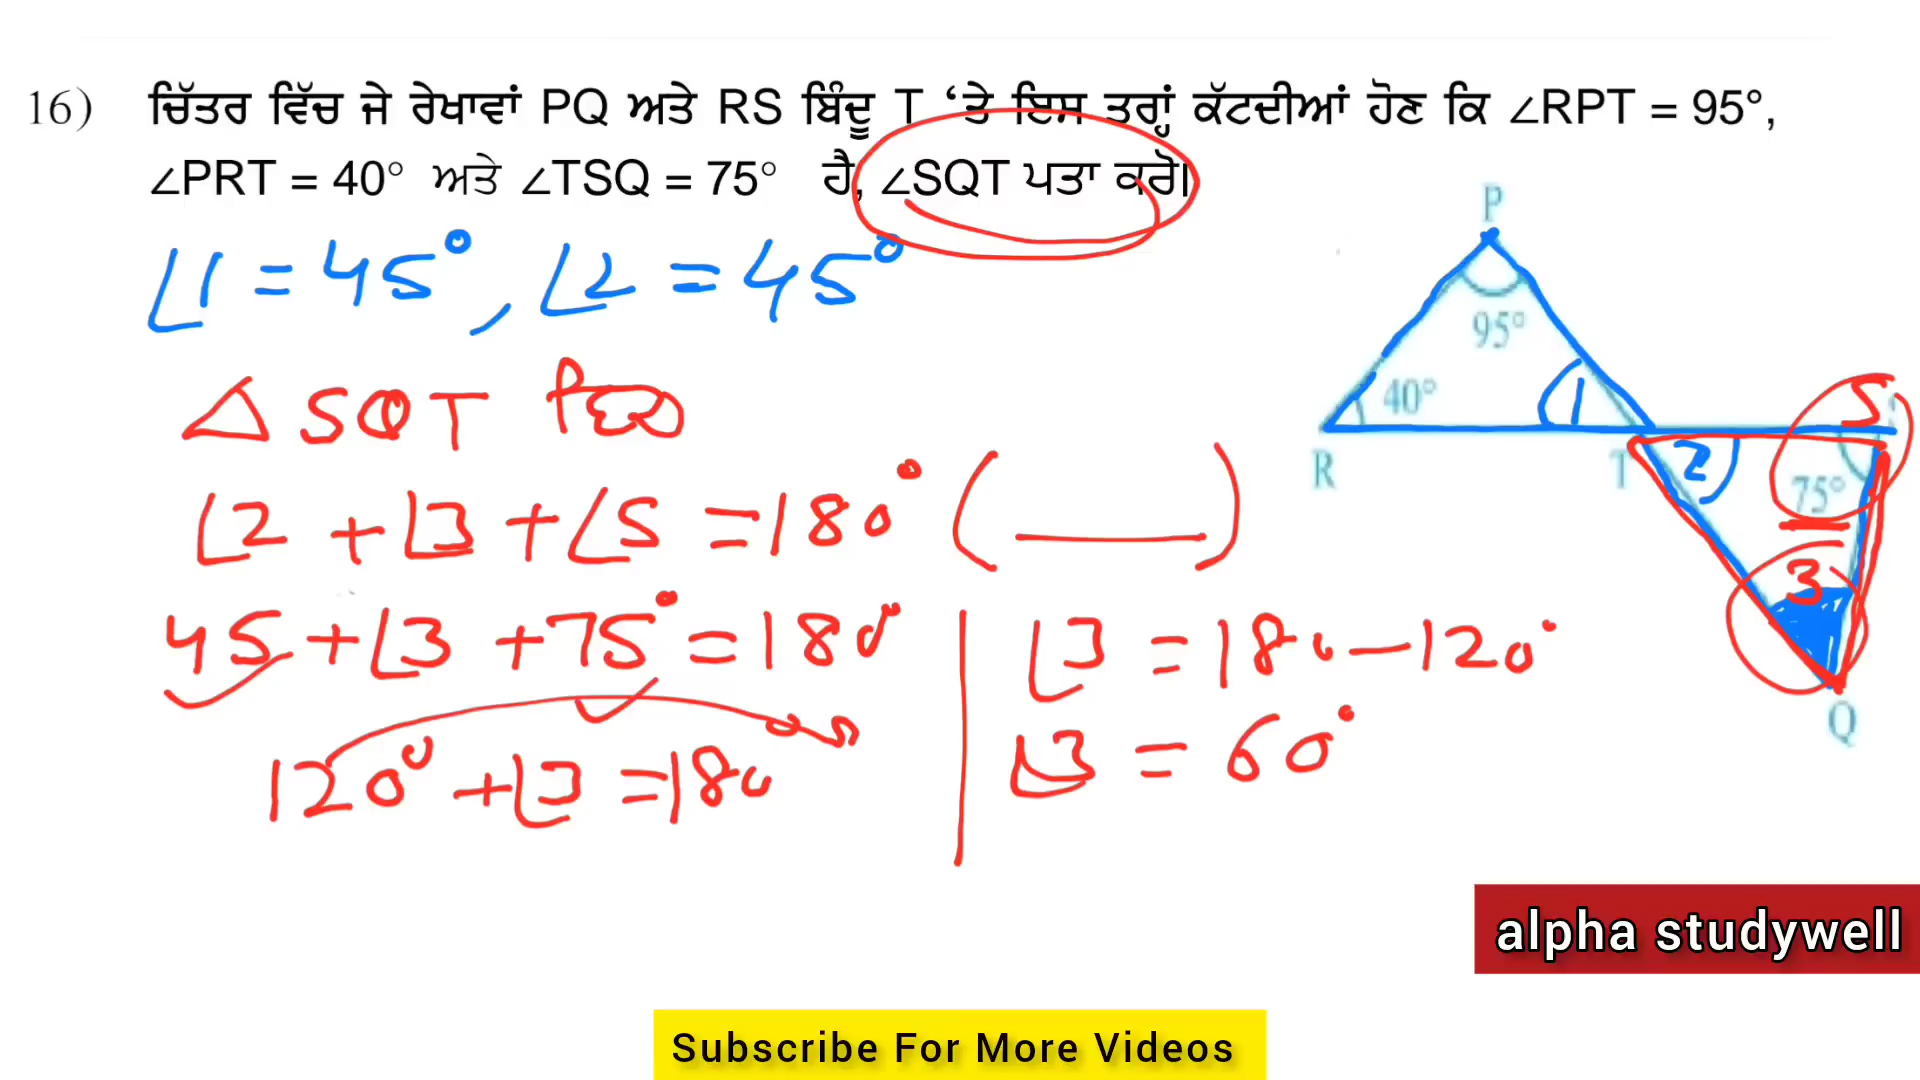 16) ਚਿੱਤਰ ਵਿੱਚ ਜੇ ਰੇਖਾਵਾਂ PQ ਅਤੇ RS ਬਿੰਦੂ T ‘ਤੇ ਇਸ ਤਰ੍ਹਾਂ ਕੱਟਦੀਆਂ ਹੋਣ ਕਿ ∠RPT = 95°,
∠PRT = 40° ਅਤੇ ∠TSQ = 75° ਹੈ, ∠SQT ਪਤਾ ਕਰੋ।
∠1 = 45°, ∠2 = 45°
△ SQT
∠2 + ∠3 + ∠S = 180° ( )
45 + ∠3 + 75° = 180°
120° + ∠3 = 180
∠3 = 180 - 120°
∠3 = 60°
P
95°
40°
1
S
R
T
2
75°
3
Q
alpha studywell
Subscribe For More Videos